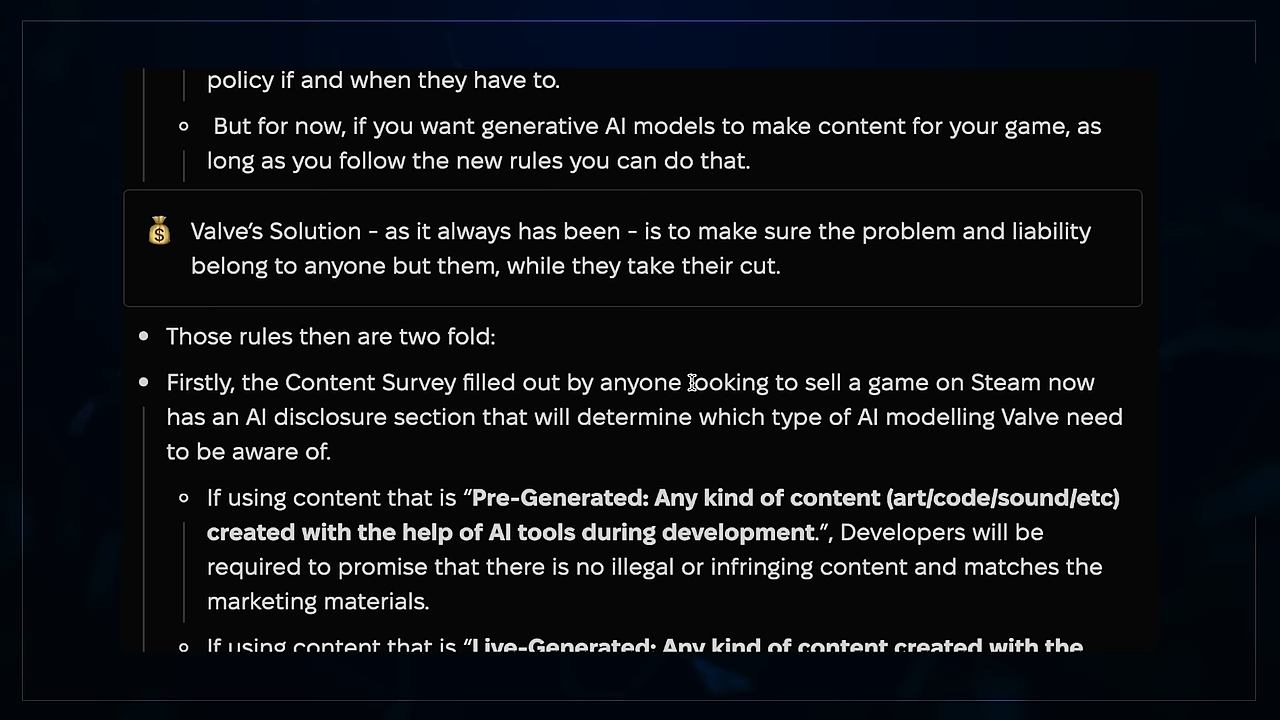 policy if and when they have to.
But for now, if you want generative AI models to make content for your game, as
long as you follow the new rules you can do that.
Valve's Solution - as it always has been - is to make sure the problem and liability
belong to anyone but them, while they take their cut.
Those rules then are two fold:
Firstly, the Content Survey filled out by anyone looking to sell a game on Steam now
has an AI disclosure section that will determine which type of AI modelling Valve need
to be aware of.
If using content that is “Pre-Generated: Any kind of content (art/code/sound/etc)
created with the help of AI tools during development.”, Developers will be
required to promise that there is no illegal or infringing content and matches the
marketing materials.
If using content that is “Live-Generated: Any kind of content created with the